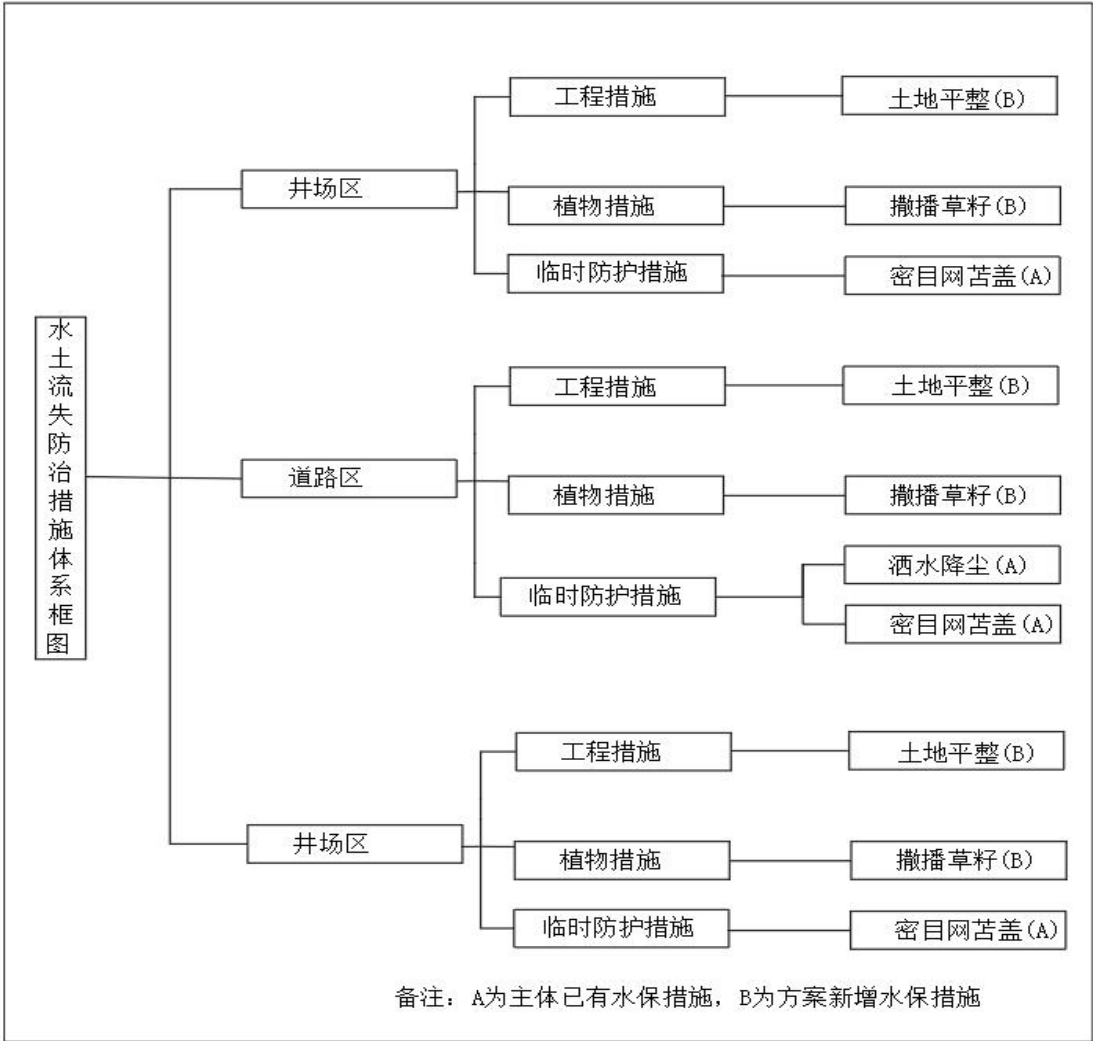 水土流失防治措施体系框图
井场区
工程措施
土地平整(B)
植物措施
撒播草籽(B)
临时防护措施
密目网苫盖(A)
道路区
工程措施
土地平整(B)
植物措施
撒播草籽(B)
临时防护措施
洒水降尘(A)
密目网苫盖(A)
井场区
工程措施
土地平整(B)
植物措施
撒播草籽(B)
临时防护措施
密目网苫盖(A)
备注：A为主体已有水保措施，B为方案新增水保措施